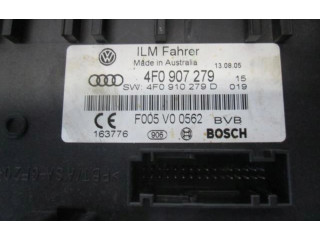 ILM Fahrer
Made in Australia 13.08.05
4F0 907 279 15
SW: 4F0 910 279 D 019
F005 V0 0562 BVB
163776 905 BOSCH